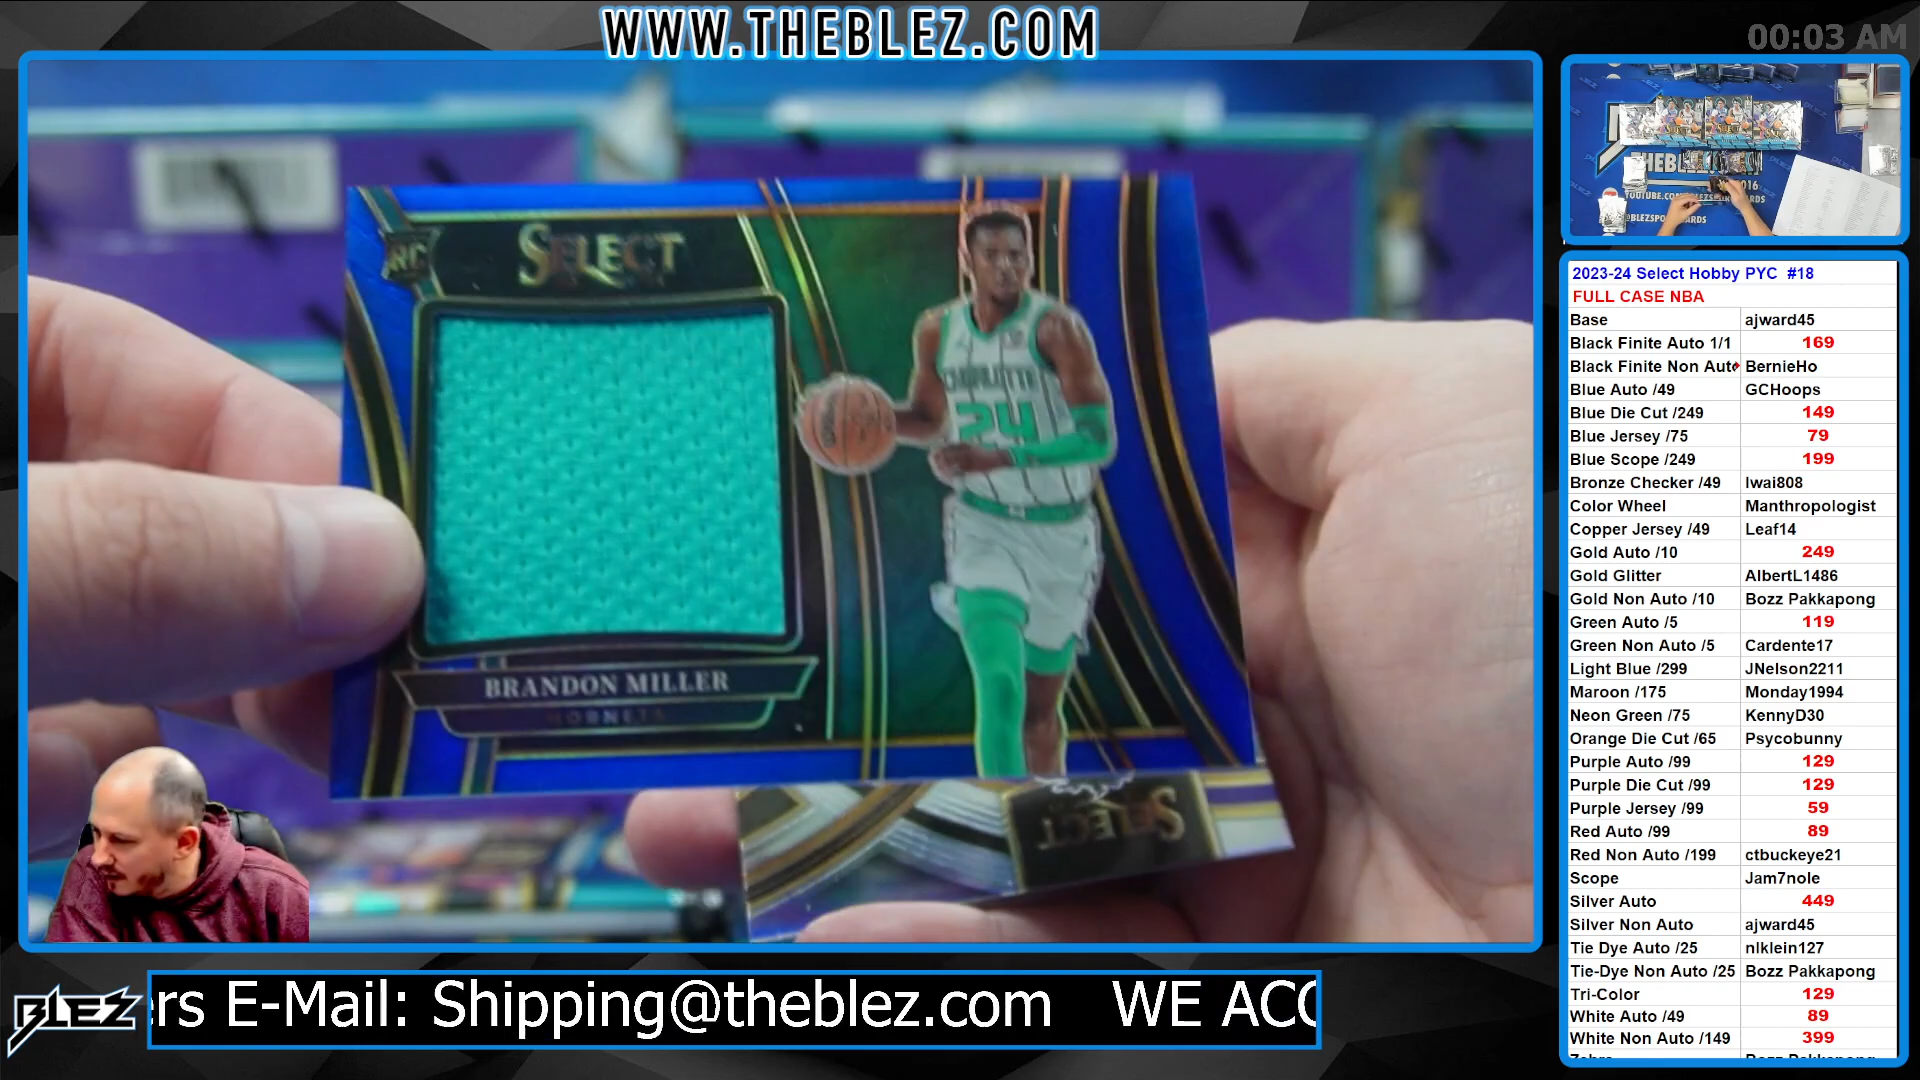 WWW.THEBLEZ.COM
00:03 AM
RC
SELECT
CHARLOTTE
24
BRANDON MILLER
HORNETS
SELECT
2023-24 Select Hobby PYC #18
FULL CASE NBA
Base ajward45
Black Finite Auto 1/1 169
Black Finite Non Auto BernieHo
Blue Auto /49 GCHoops
Blue Die Cut /249 149
Blue Jersey /75 79
Blue Scope /249 199
Bronze Checker /49 Iwai808
Color Wheel Manthropologist
Copper Jersey /49 Leaf14
Gold Auto /10 249
Gold Glitter AlbertL1486
Gold Non Auto /10 Bozz Pakkapong
Green Auto /5 119
Green Non Auto /5 Cardente17
Light Blue /299 JNelson2211
Maroon /175 Monday1994
Neon Green /75 KennyD30
Orange Die Cut /65 Psycobunny
Purple Auto /99 129
Purple Die Cut /99 129
Purple Jersey /99 59
Red Auto /99 89
Red Non Auto /199 ctbuckeye21
Scope Jam7nole
Silver Auto 449
Silver Non Auto ajward45
Tie Dye Auto /25 nlklein127
Tie-Dye Non Auto /25 Bozz Pakkapong
Tri-Color 129
White Auto /49 89
White Non Auto /149 399
BLEZ
rs E-Mail: Shipping@theblez.com WE ACC